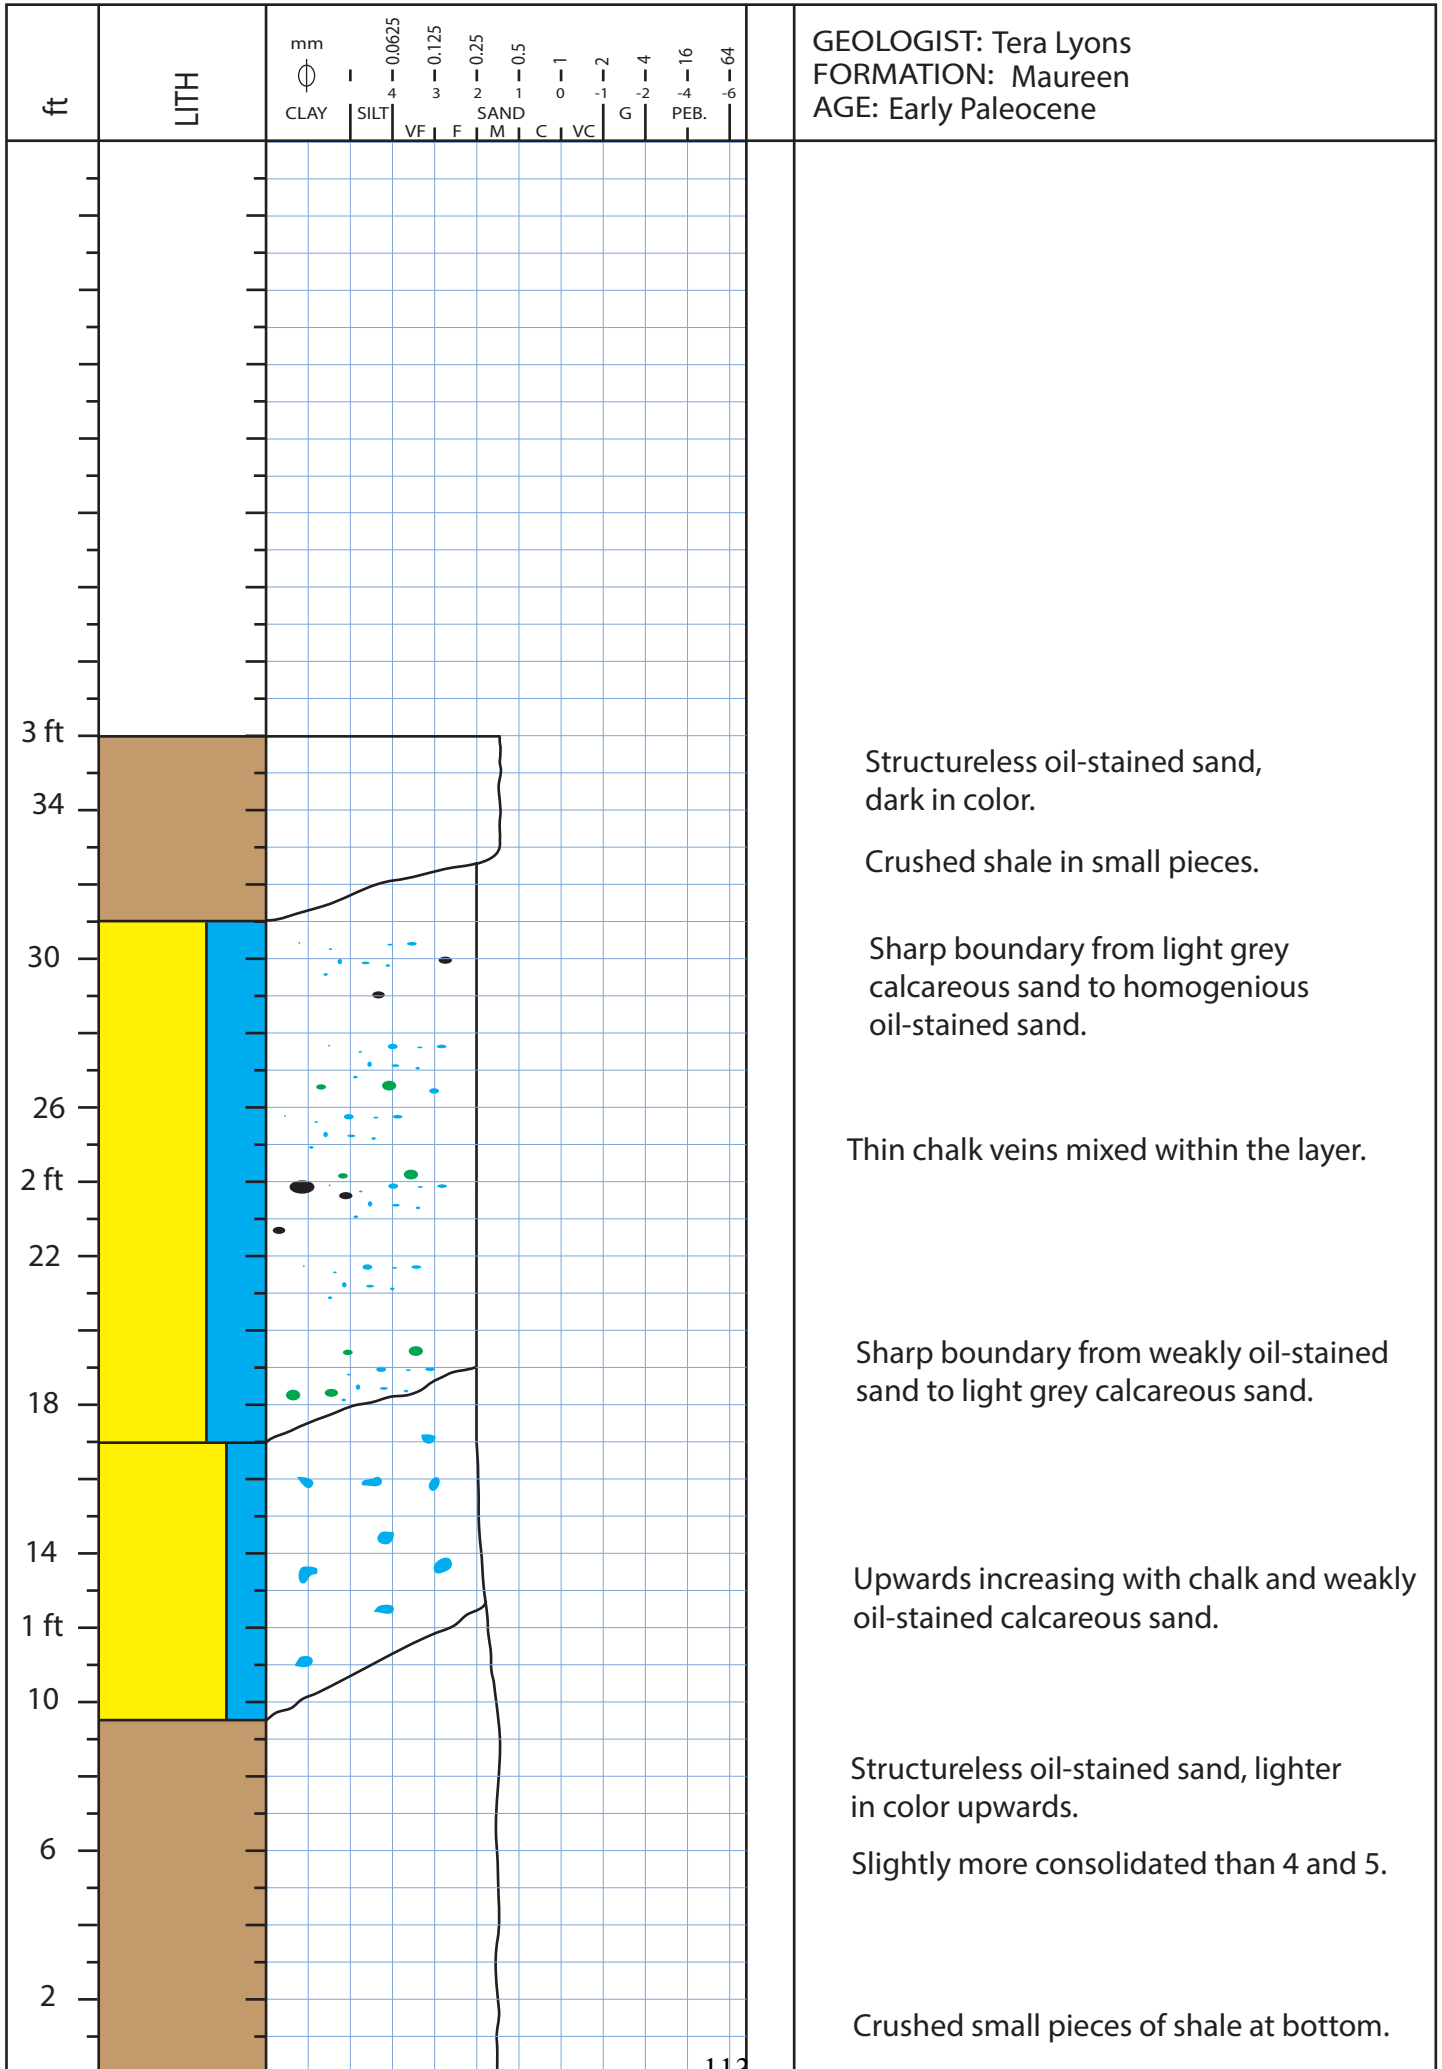 ft
LITH
mm
0.0625 0.125 0.25 0.5 1 2 4 16 64
4 3 2 1 0 -1 -2 -4 -6
CLAY SILT SAND G PEB.
VF F M C VC
GEOLOGIST: Tera Lyons
FORMATION: Maureen
AGE: Early Paleocene
3 ft
Structureless oil-stained sand,
dark in color.
34
Crushed shale in small pieces.
30
Sharp boundary from light grey
calcareous sand to homogenious
oil-stained sand.
26
Thin chalk veins mixed within the layer.
2 ft
22
Sharp boundary from weakly oil-stained
sand to light grey calcareous sand.
18
14
Upwards increasing with chalk and weakly
oil-stained calcareous sand.
1 ft
10
Structureless oil-stained sand, lighter
in color upwards.
6
Slightly more consolidated than 4 and 5.
2
Crushed small pieces of shale at bottom.